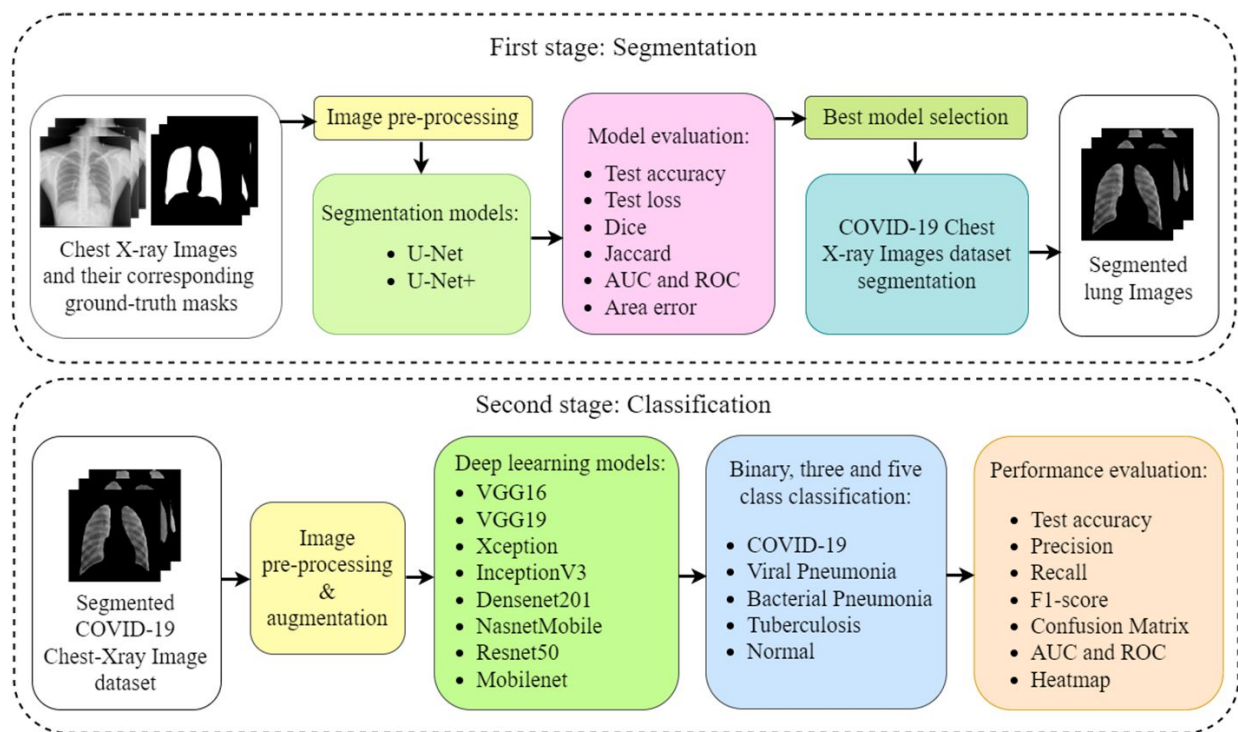 First stage: Segmentation
Chest X-ray Images
and their corresponding
ground-truth masks
Image pre-processing
Segmentation models:
• U-Net
• U-Net+
Model evaluation:
• Test accuracy
• Test loss
• Dice
• Jaccard
• AUC and ROC
• Area error
Best model selection
COVID-19 Chest
X-ray Images dataset
segmentation
Segmented
lung Images
Second stage: Classification
Segmented
COVID-19
Chest-Xray Image
dataset
Image
pre-processing
&
augmentation
Deep leearning models:
• VGG16
• VGG19
• Xception
• InceptionV3
• Densenet201
• NasnetMobile
• Resnet50
• Mobilenet
Binary, three and five
class classification:
• COVID-19
• Viral Pneumonia
• Bacterial Pneumonia
• Tuberculosis
• Normal
Performance evaluation:
• Test accuracy
• Precision
• Recall
• F1-score
• Confusion Matrix
• AUC and ROC
• Heatmap